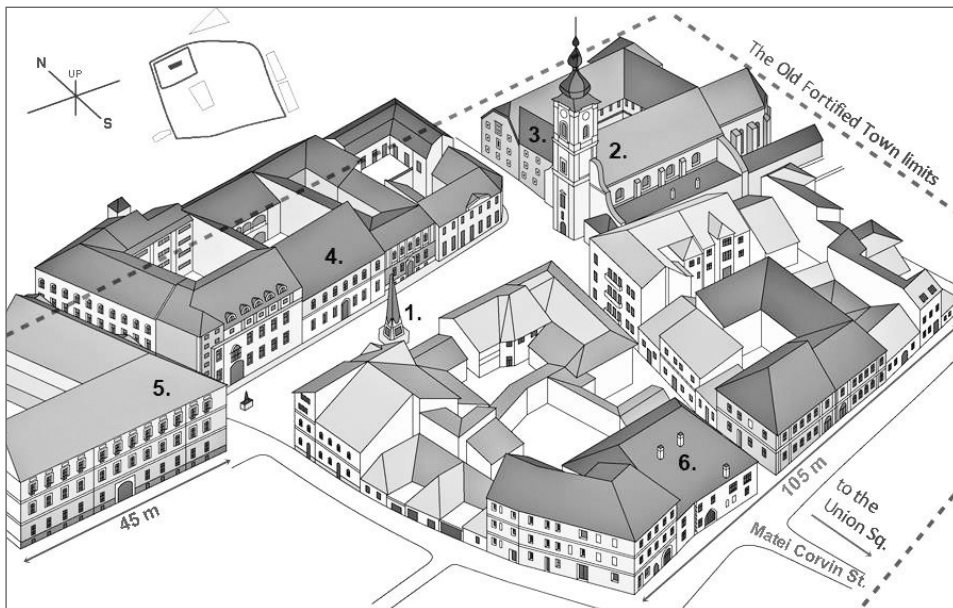 N
UP
S
The Old Fortified Town limits
3.
2.
4.
1.
5.
6.
45 m
105 m
to the
Union Sq.
Matei Corvin St.